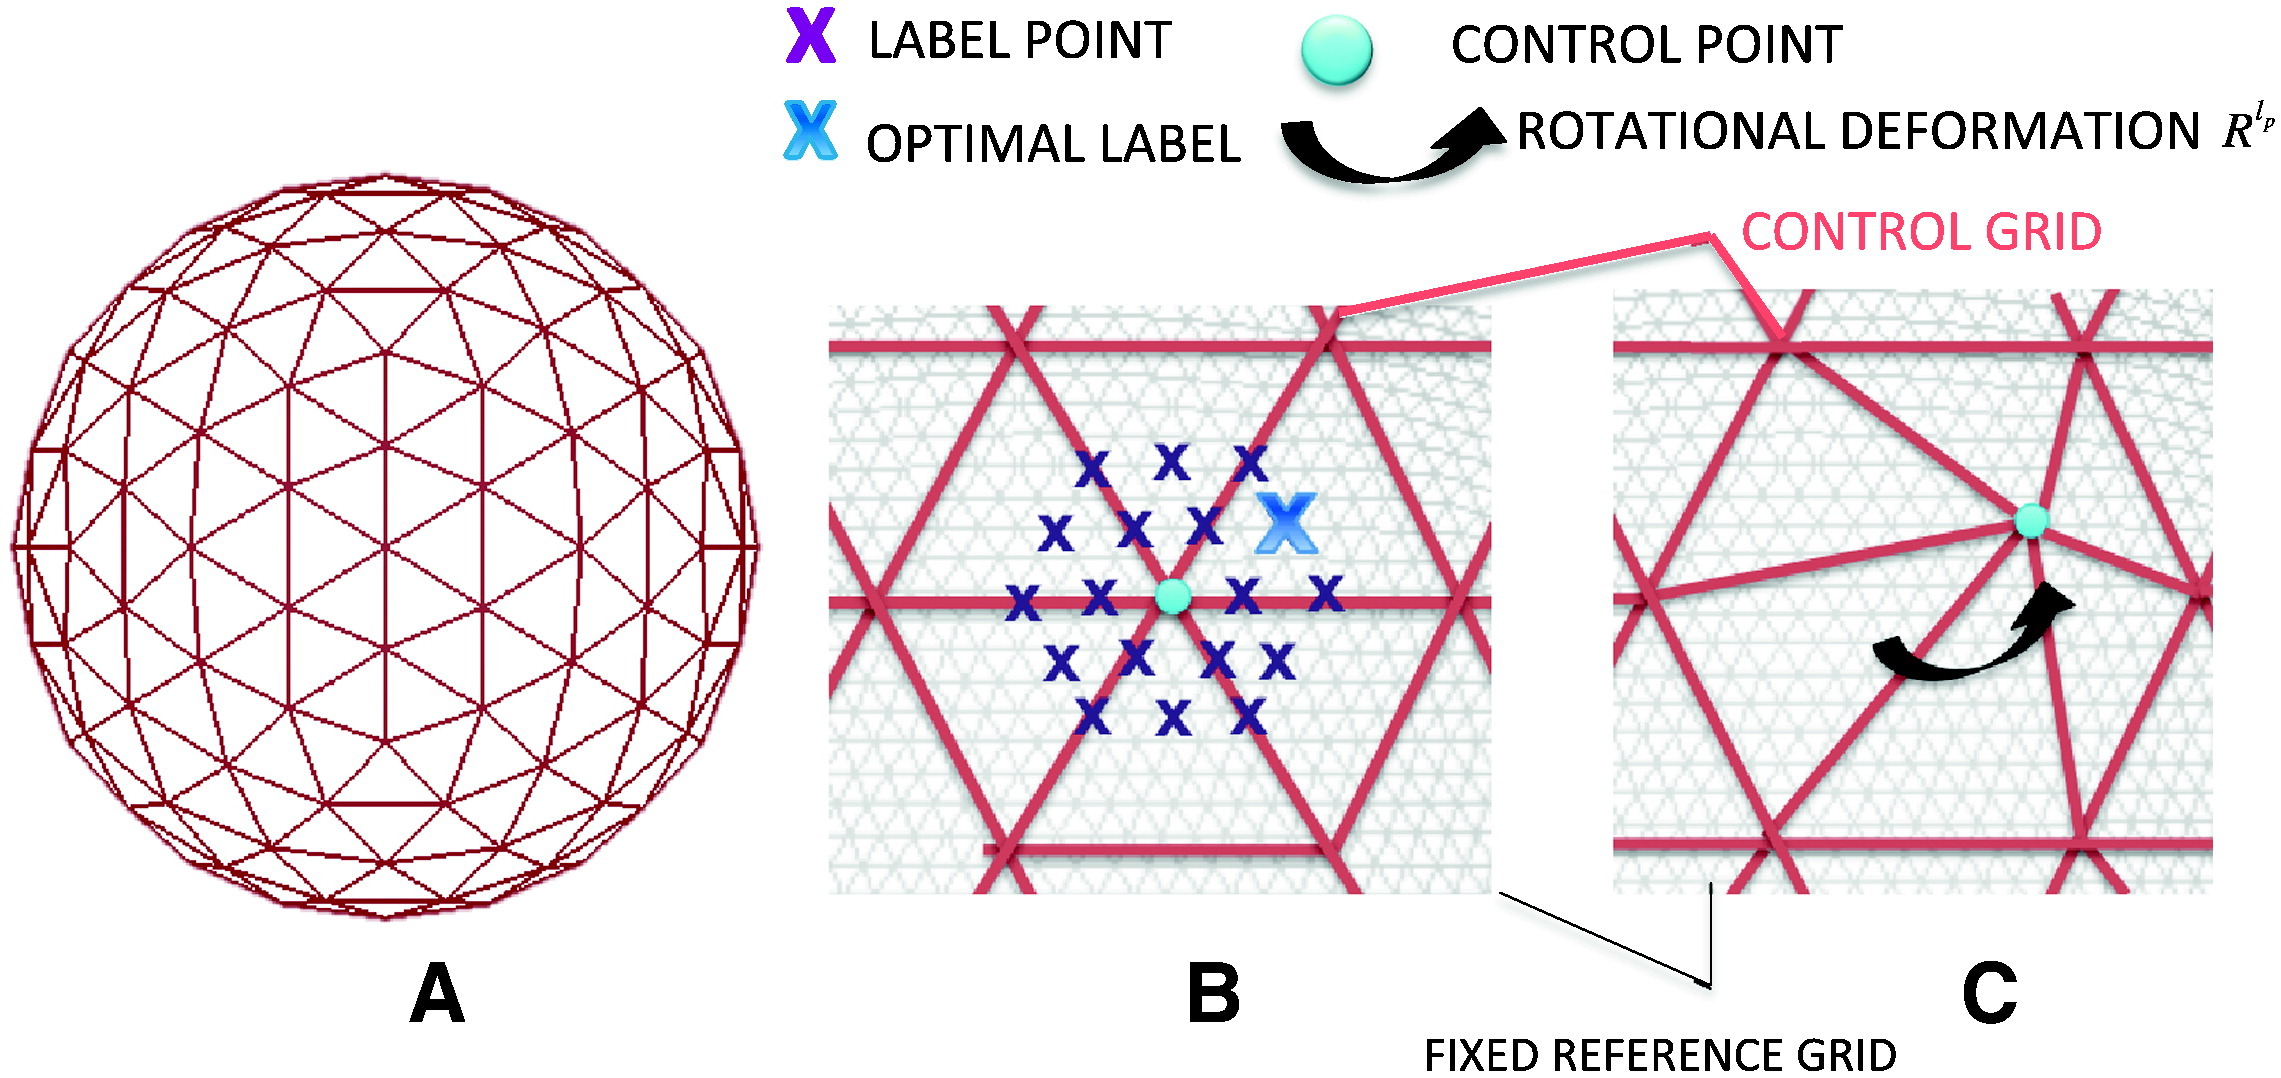 X LABEL POINT
CONTROL POINT
X OPTIMAL LABEL
ROTATIONAL DEFORMATION R^{l_p}
CONTROL GRID
A
B
C
FIXED REFERENCE GRID